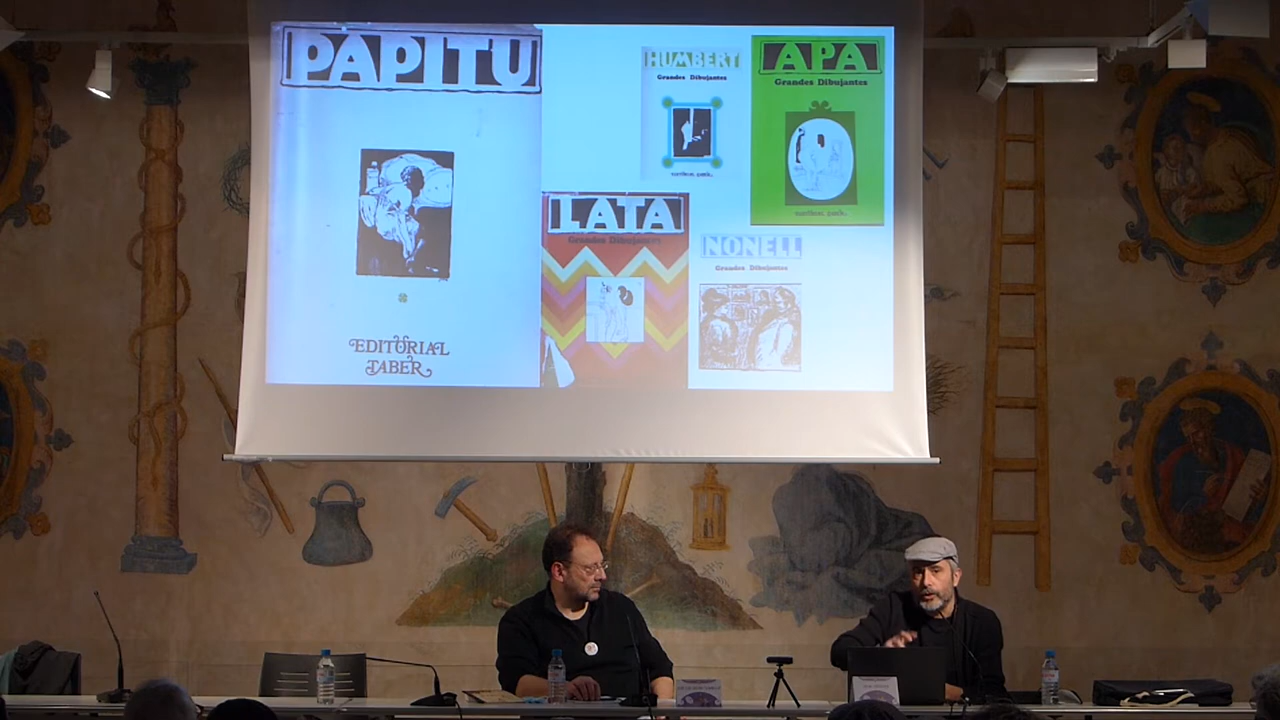 PAPITU
EDITORIAL
TABER
HUMBERT
Grandes Dibujantes
APA
Grandes Dibujantes
LATA
Grandes Dibujantes
NONELL
Grandes Dibujantes